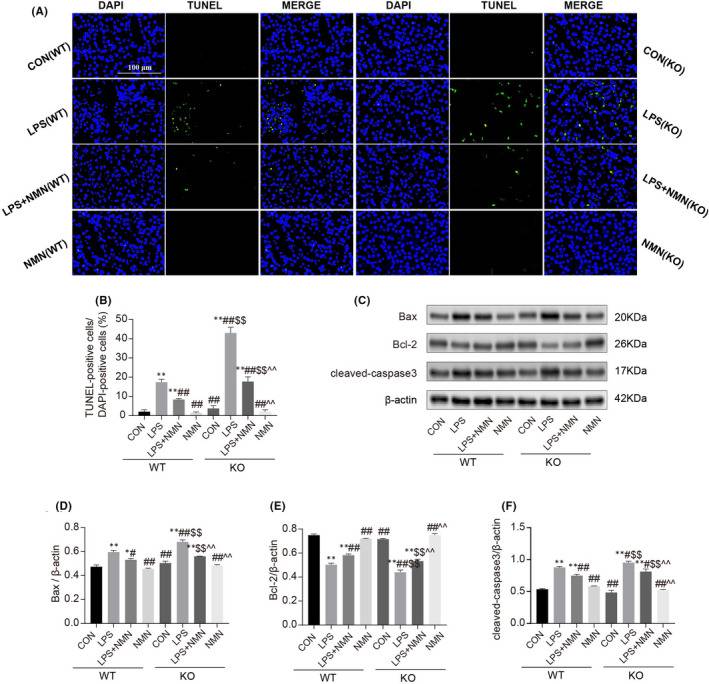 (A)
DAPI TUNEL MERGE DAPI TUNEL MERGE
CON(WT) CON(KO)
100 μm
LPS(WT) LPS(KO)
LPS+NMN(WT) LPS+NMN(KO)
NMN(WT) NMN(KO)
(B)
TUNEL-positive cells/
DAPI-positive cells (%)
50
40
30
20
10
0
** **## ## ## **##$$ **##$$^^ ##^^
CON LPS LPS+NMN NMN CON LPS LPS+NMN NMN
WT KO
(C)
Bax 20KDa
Bcl-2 26KDa
cleaved-caspase3 17KDa
β-actin 42KDa
CON LPS LPS+NMN NMN CON LPS LPS+NMN NMN
WT KO
(D)
Bax / β-actin
0.8
0.6
0.4
0.2
0.0
** *# ## ## **##$$ **$$^^ ##^^
CON LPS LPS+NMN NMN CON LPS LPS+NMN NMN
WT KO
(E)
Bcl-2/β-actin
0.8
0.6
0.4
0.2
0.0
** **## ## ## **##$$ **$$^^ ##^^
CON LPS LPS+NMN NMN CON LPS LPS+NMN NMN
WT KO
(F)
cleaved-caspase3/β-actin
1.5
1.0
0.5
0.0
** **## ## ## **#$$ **#$$^^ ##^^
CON LPS LPS+NMN NMN CON LPS LPS+NMN NMN
WT KO